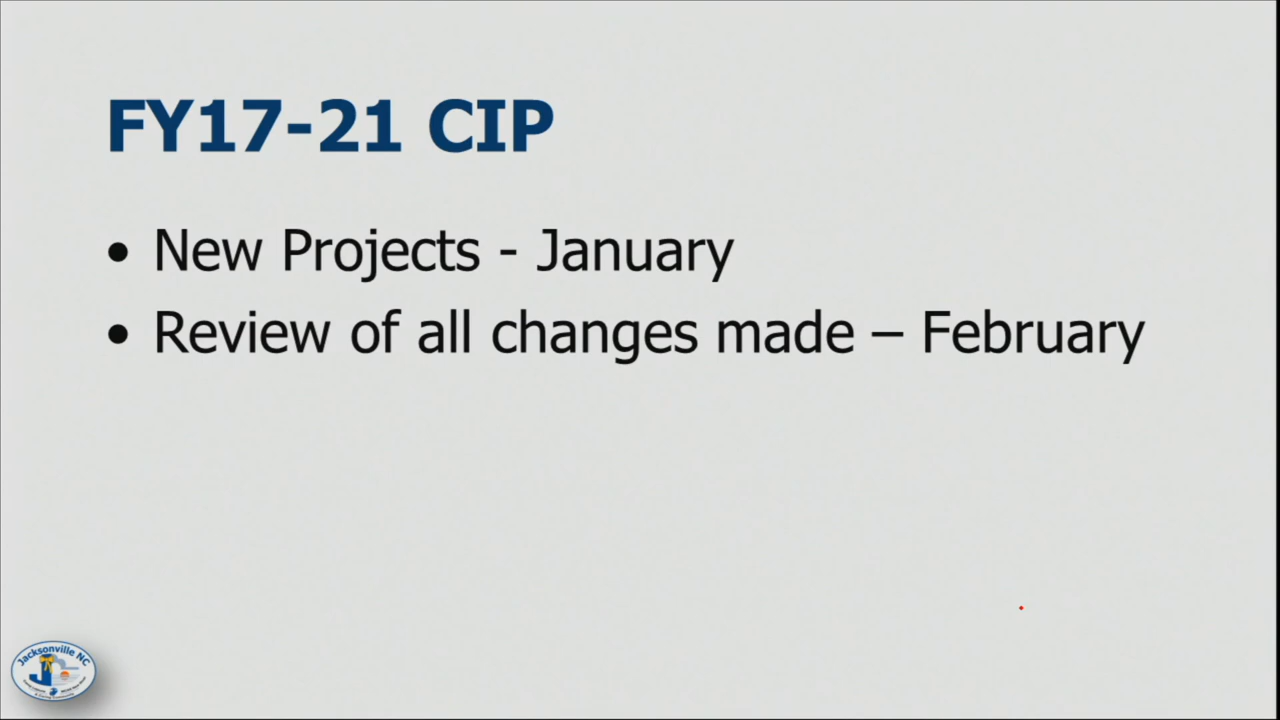 FY17-21 CIP
• New Projects - January
• Review of all changes made – February
Jacksonville NC